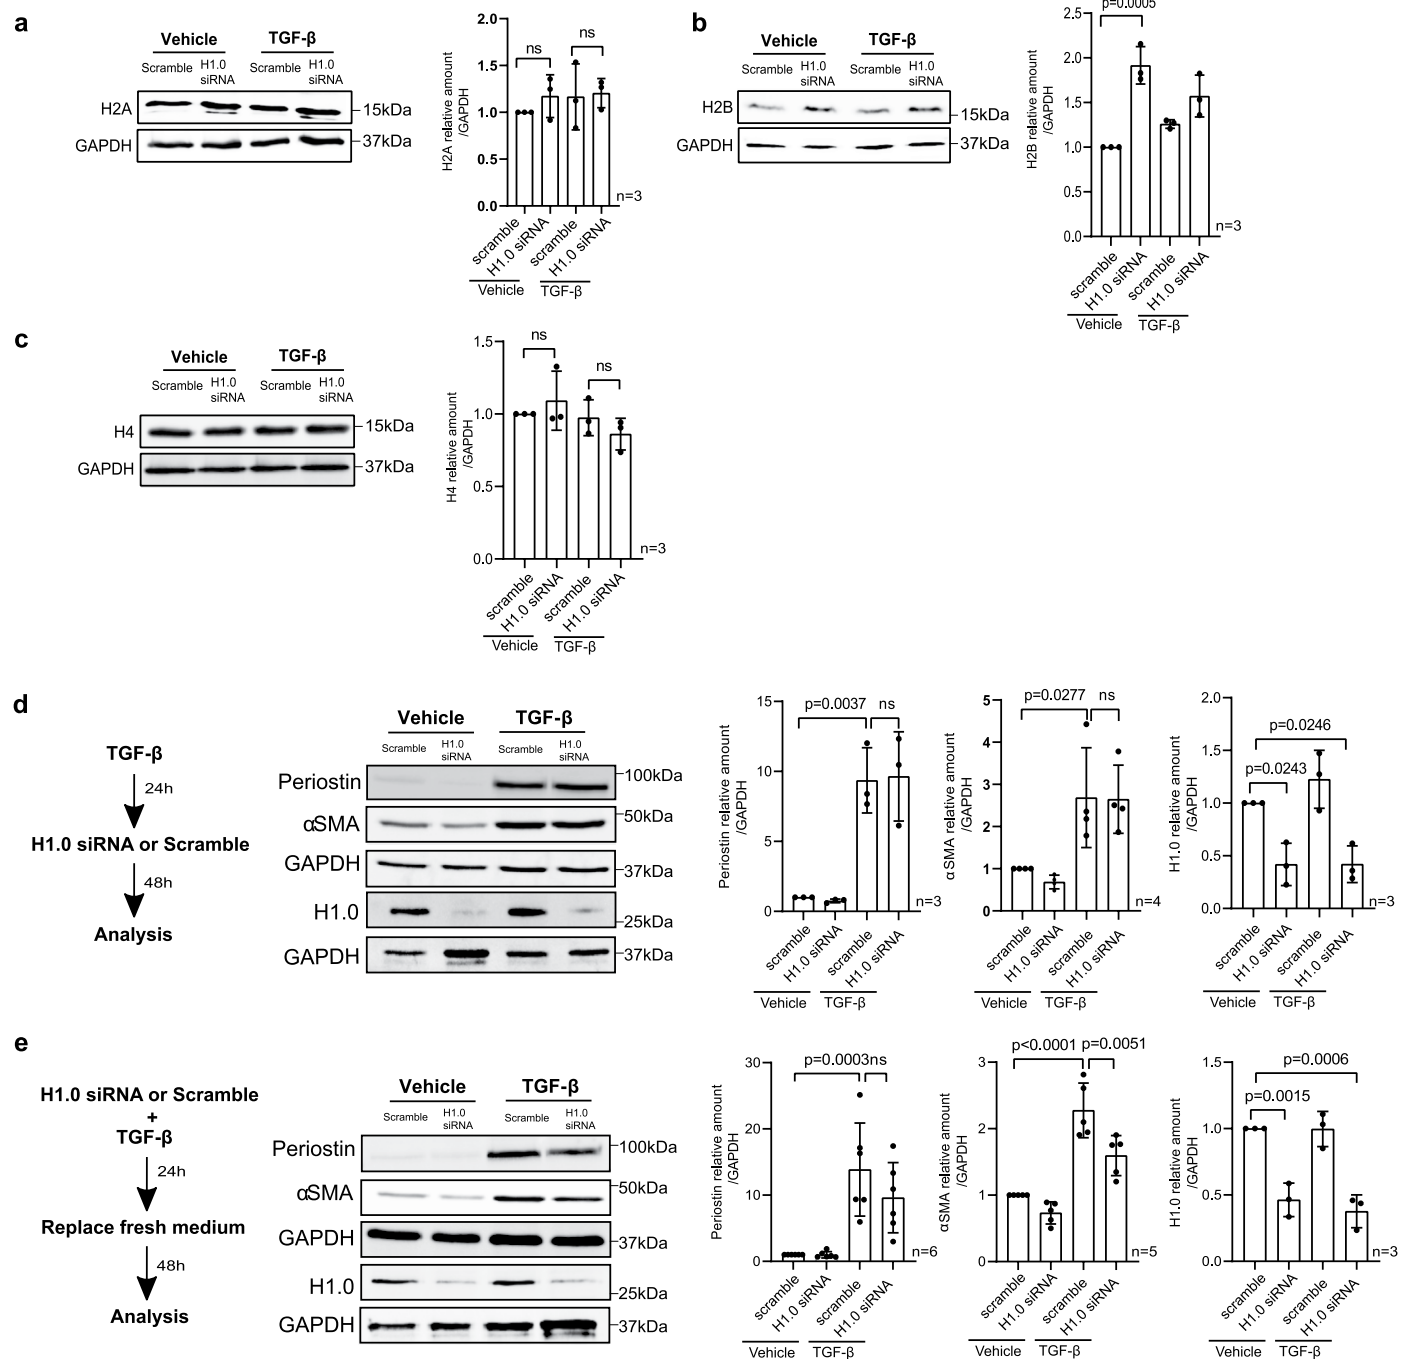 a
Vehicle
TGF-β
Scramble
H1.0
siRNA
Scramble
H1.0
siRNA
H2A
15kDa
GAPDH
37kDa
H2A relative amount
/GAPDH
2.0
1.5
1.0
0.5
0.0
ns
ns
n=3
scramble
H1.0 siRNA
scramble
H1.0 siRNA
Vehicle
TGF-β
b
Vehicle
TGF-β
Scramble
H1.0
siRNA
Scramble
H1.0
siRNA
H2B
15kDa
GAPDH
37kDa
H2B relative amount
/GAPDH
2.5
2.0
1.5
1.0
0.5
0.0
p=0.0005
n=3
scramble
H1.0 siRNA
scramble
H1.0 siRNA
Vehicle
TGF-β
c
Vehicle
TGF-β
Scramble
H1.0
siRNA
Scramble
H1.0
siRNA
H4
15kDa
GAPDH
37kDa
H4 relative amount
/GAPDH
1.5
1.0
0.5
0.0
ns
ns
n=3
scramble
H1.0 siRNA
scramble
H1.0 siRNA
Vehicle
TGF-β
d
TGF-β
24h
H1.0 siRNA or Scramble
48h
Analysis
Vehicle
TGF-β
Scramble
H1.0
siRNA
Scramble
H1.0
siRNA
Periostin
100kDa
αSMA
50kDa
GAPDH
37kDa
H1.0
25kDa
GAPDH
37kDa
Periostin relative amount
/GAPDH
15
10
5
0
p=0.0037
ns
n=3
scramble
H1.0 siRNA
scramble
H1.0 siRNA
Vehicle
TGF-β
αSMA relative amount
/GAPDH
5
4
3
2
1
0
p=0.0277
ns
n=4
scramble
H1.0 siRNA
scramble
H1.0 siRNA
Vehicle
TGF-β
H1.0 relative amount
/GAPDH
2.0
1.5
1.0
0.5
0.0
p=0.0246
p=0.0243
n=3
scramble
H1.0 siRNA
scramble
H1.0 siRNA
Vehicle
TGF-β
e
H1.0 siRNA or Scramble
+
TGF-β
24h
Replace fresh medium
48h
Analysis
Vehicle
TGF-β
Scramble
H1.0
siRNA
Scramble
H1.0
siRNA
Periostin
100kDa
αSMA
50kDa
GAPDH
37kDa
H1.0
25kDa
GAPDH
37kDa
Periostin relative amount
/GAPDH
30
20
10
0
p=0.0003
ns
n=6
scramble
H1.0 siRNA
scramble
H1.0 siRNA
Vehicle
TGF-β
αSMA relative amount
/GAPDH
3
2
1
0
p<0.0001
p=0.0051
n=5
scramble
H1.0 siRNA
scramble
H1.0 siRNA
Vehicle
TGF-β
H1.0 relative amount
/GAPDH
1.5
1.0
0.5
0.0
p=0.0006
p=0.0015
n=3
scramble
H1.0 siRNA
scramble
H1.0 siRNA
Vehicle
TGF-β